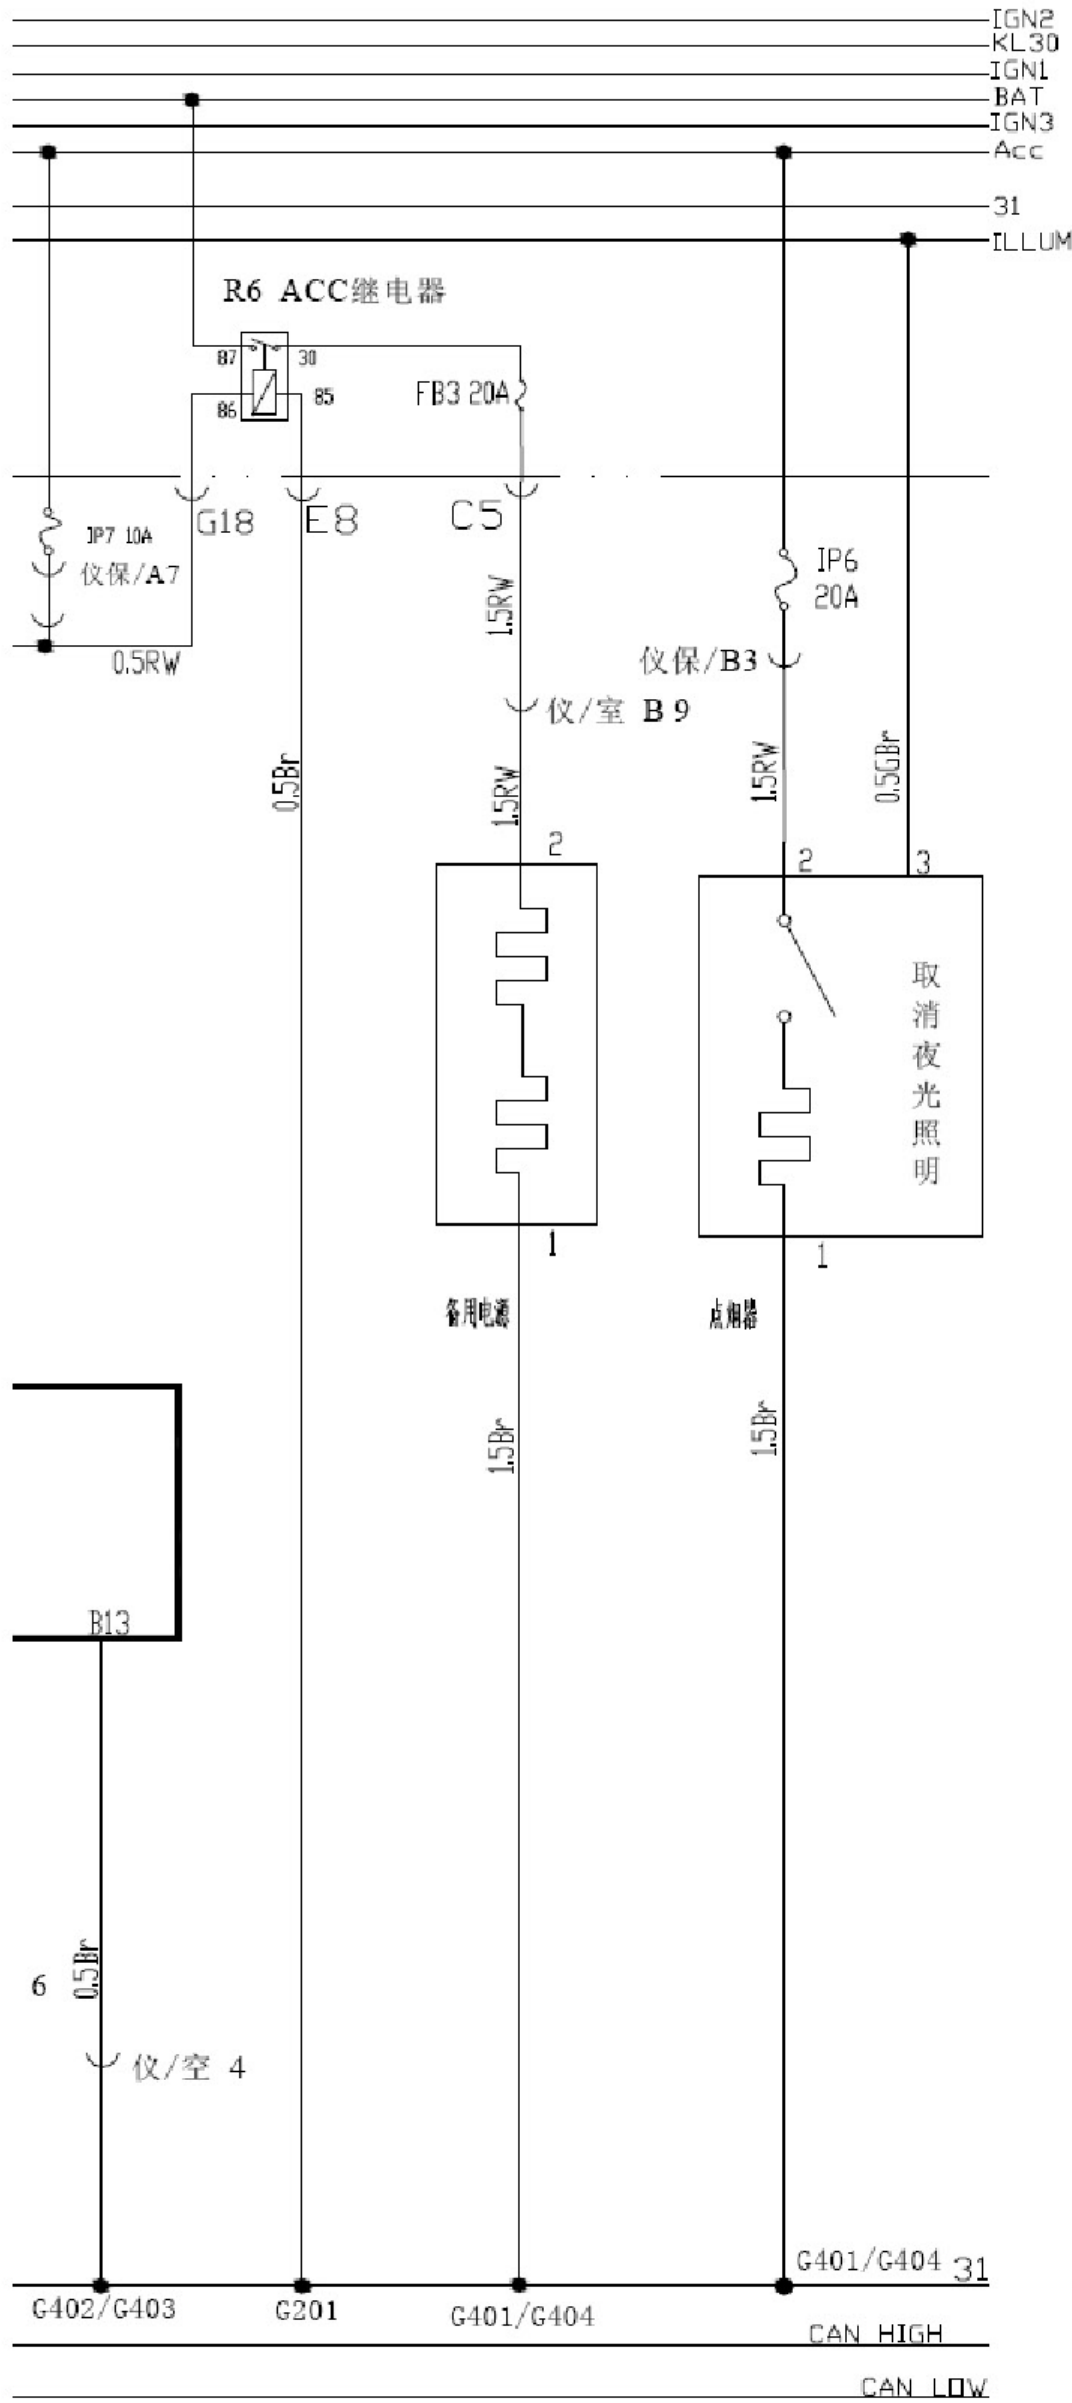 IGN2
KL30
IGN1
BAT
IGN3
Acc
31
ILLUM
R6 ACC继电器
87
30
86
85
FB3 20A
G18
E8
C5
IP7 10A
仪保/A7
0.5RW
IP6
20A
1.5RW
仪保/B3
仪/室 B 9
0.5Br
1.5RW
1.5RW
0.5GBr
2
2
3
取消夜光照明
1
1
备用电源
点烟器
1.5Br
1.5Br
B13
6
0.5Br
仪/空 4
G401/G404
31
G402/G403
G201
G401/G404
CAN HIGH
CAN LOW